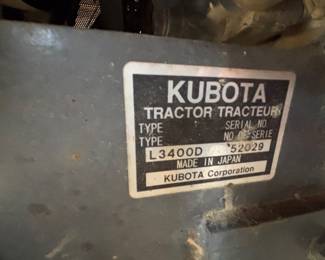 KUBOTA
TRACTOR TRACTEUR
TYPE SERIAL NO.
TYPE NO DE SERIE
L3400D 52029
MADE IN JAPAN
KUBOTA Corporation